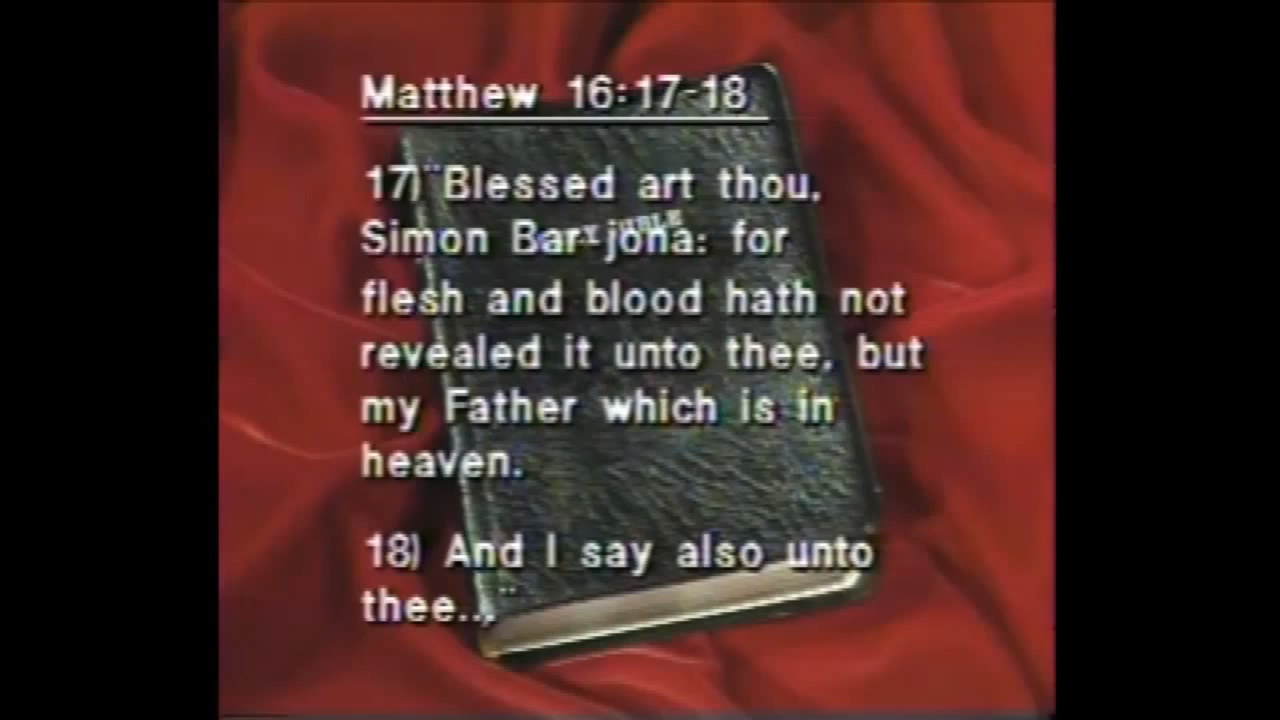 Matthew 16:17-18
17) "Blessed art thou,
Simon Bar-jona: for
flesh and blood hath not
revealed it unto thee, but
my Father which is in
heaven.
18) And I say also unto
thee..."
BIBLE